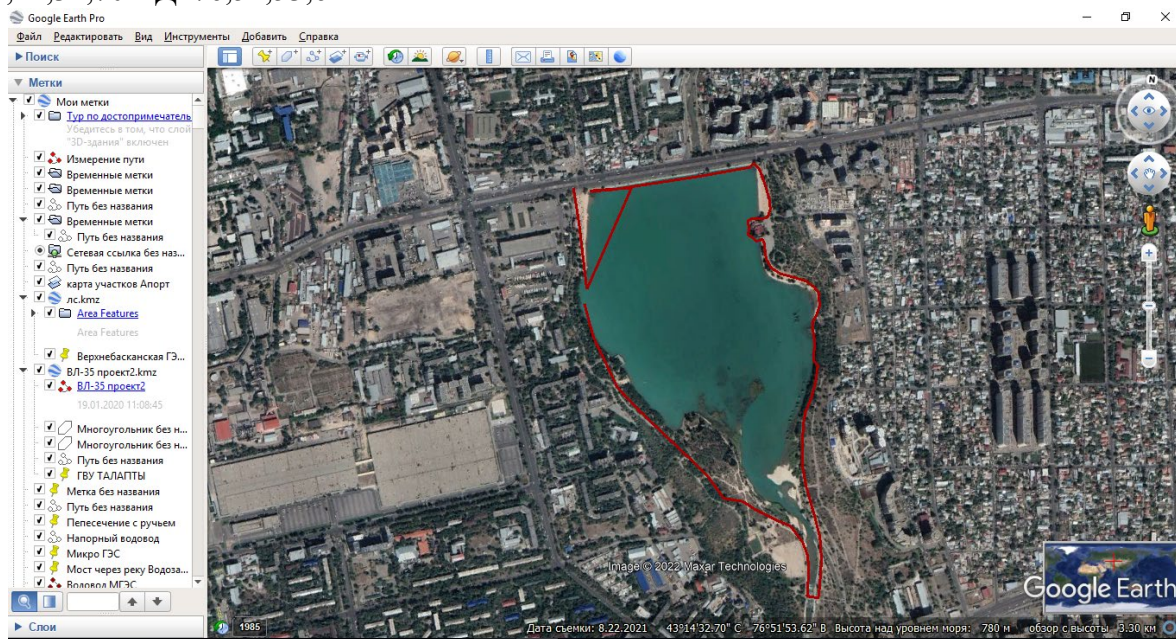 Google Earth Pro
Файл Редактировать Вид Инструменты Добавить Справка
Поиск
Метки
Мои метки
Тур по достопримечатель
Убедитесь в том, что слой
"3D-здания" включен
Измерение пути
Временные метки
Временные метки
Путь без названия
Временные метки
Путь без названия
Сетевая ссылка без наз...
Путь без названия
карта участков Апорт
лс.kmz
Area Features
Area Features
Верхнебасканская ГЭ...
ВЛ-35 проект2.kmz
ВЛ-35 проект2
19.01.2020 11:08:45
Многоугольник без н...
Многоугольник без н...
Путь без названия
ГВУ ТАЛАПТЫ
Метка без названия
Путь без названия
Пепесечение с ручьем
Напорный водовод
Микро ГЭС
Мост через реку Водоза...
Водовод МГЭС
Слои
N
Image © 2022 Maxar Technologies
Google Earth
1985
Дата съемки: 8.22.2021 43°14'32.70" С 76°51'53.62" В Высота над уровнем моря: 780 м обзор с высоты 3.30 км